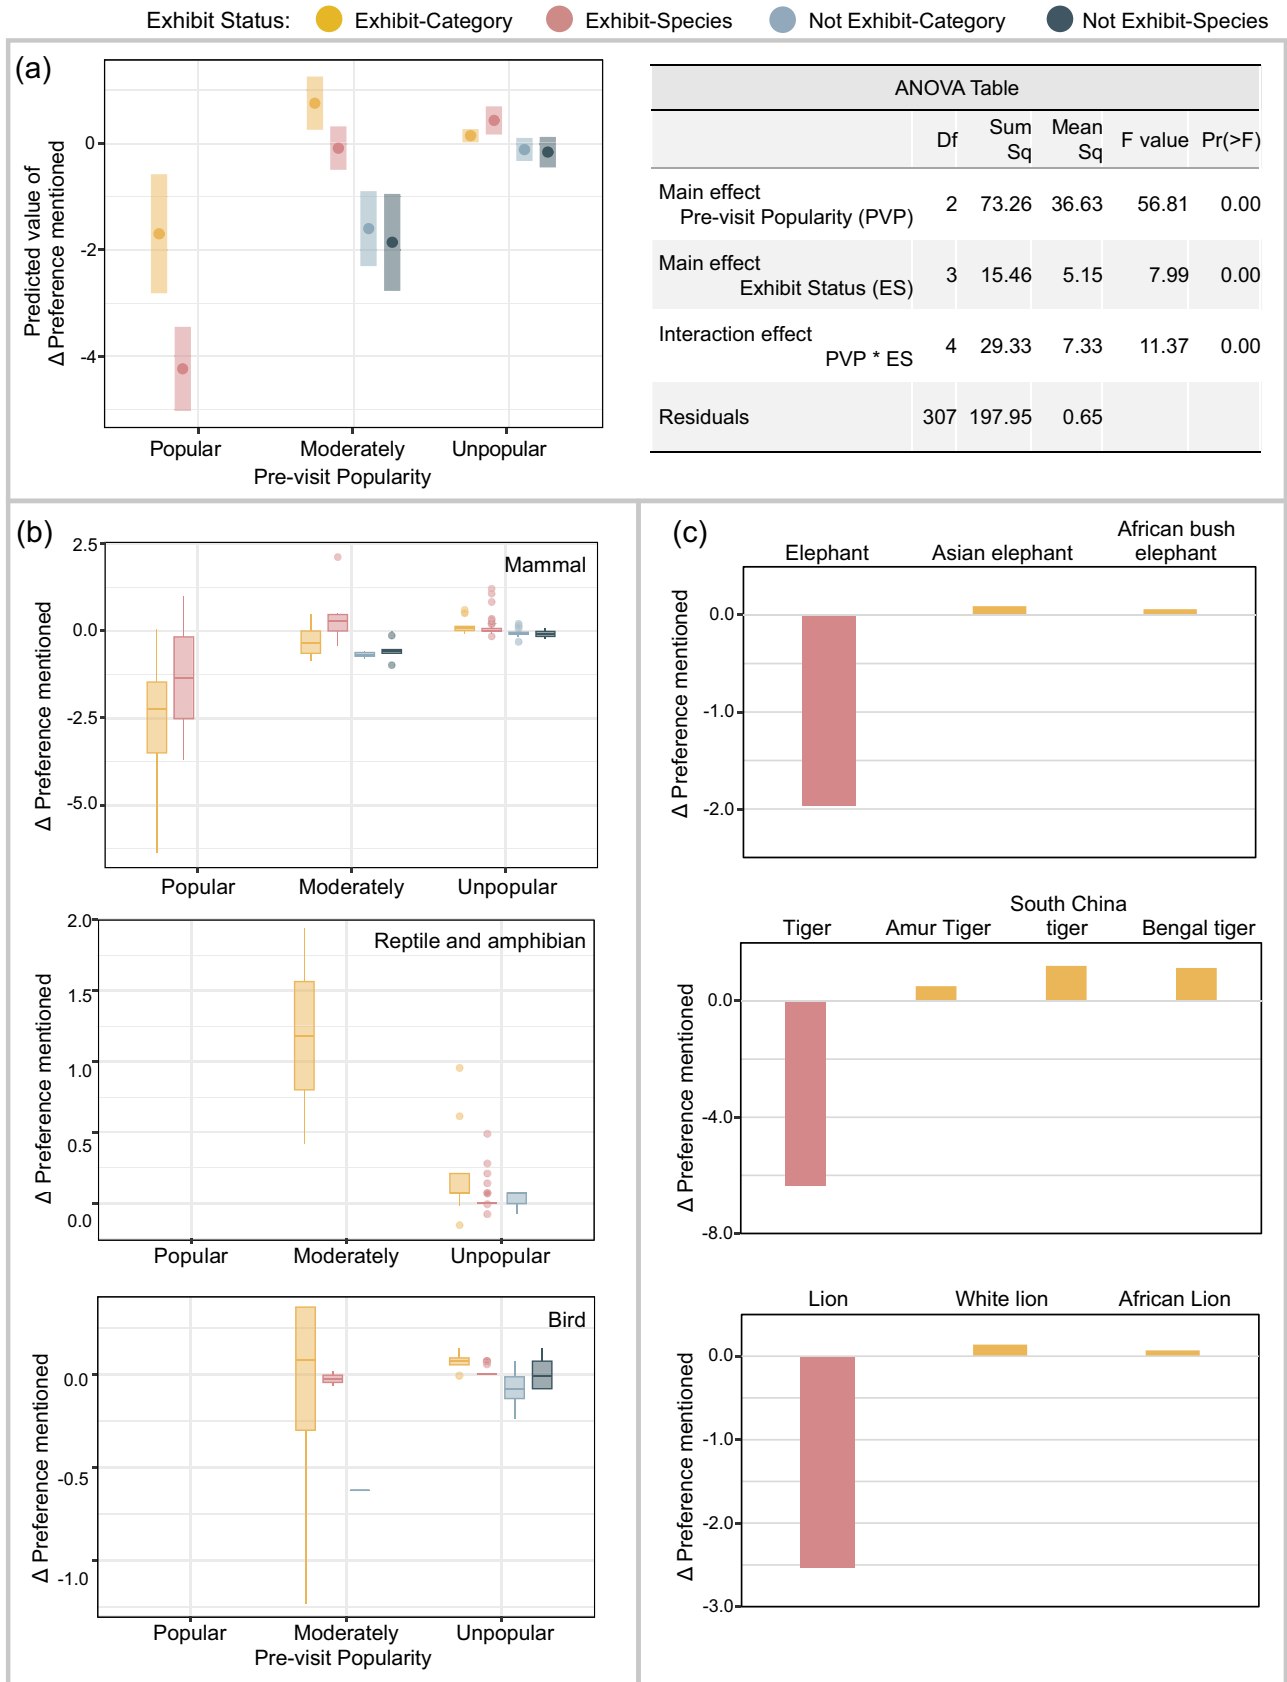 Exhibit Status: Exhibit-Category Exhibit-Species Not Exhibit-Category Not Exhibit-Species
(a)
Predicted value of
Δ Preference mentioned
0
-2
-4
Popular Moderately Unpopular
Pre-visit Popularity
ANOVA Table
Df Sum Sq Mean Sq F value Pr(>F)
Main effect
Pre-visit Popularity (PVP) 2 73.26 36.63 56.81 0.00
Main effect
Exhibit Status (ES) 3 15.46 5.15 7.99 0.00
Interaction effect
PVP * ES 4 29.33 7.33 11.37 0.00
Residuals 307 197.95 0.65
(b)
Mammal
Δ Preference mentioned
2.5
0.0
-2.5
-5.0
Popular Moderately Unpopular
Reptile and amphibian
Δ Preference mentioned
2.0
1.5
1.0
0.5
0.0
Popular Moderately Unpopular
Bird
Δ Preference mentioned
0.0
-0.5
-1.0
Popular Moderately Unpopular
Pre-visit Popularity
(c)
Elephant Asian elephant African bush elephant
Δ Preference mentioned
0.0
-1.0
-2.0
Tiger Amur Tiger South China tiger Bengal tiger
Δ Preference mentioned
0.0
-4.0
-8.0
Lion White lion African Lion
Δ Preference mentioned
0.0
-1.0
-2.0
-3.0